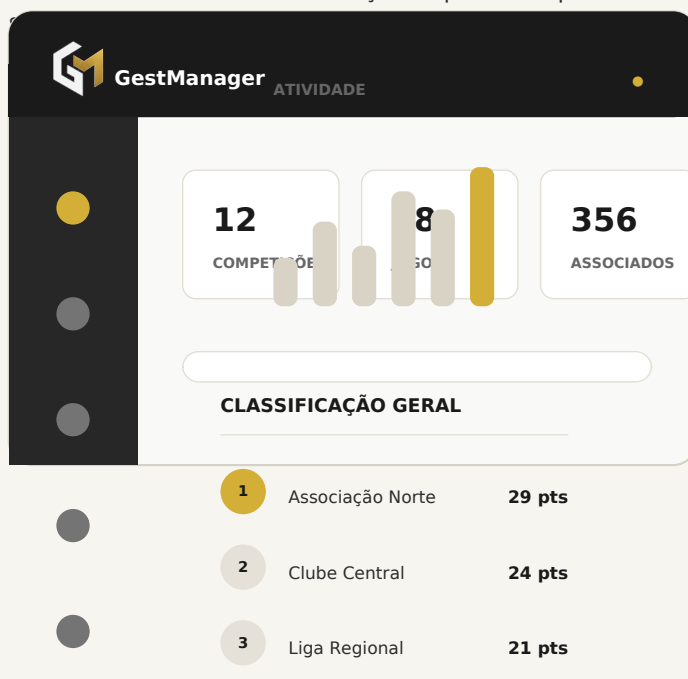 GestManager
ATIVIDADE
12
356
ASSOCIADOS
CLASSIFICAÇÃO GERAL
1 Associação Norte 29 pts
2 Clube Central 24 pts
3 Liga Regional 21 pts